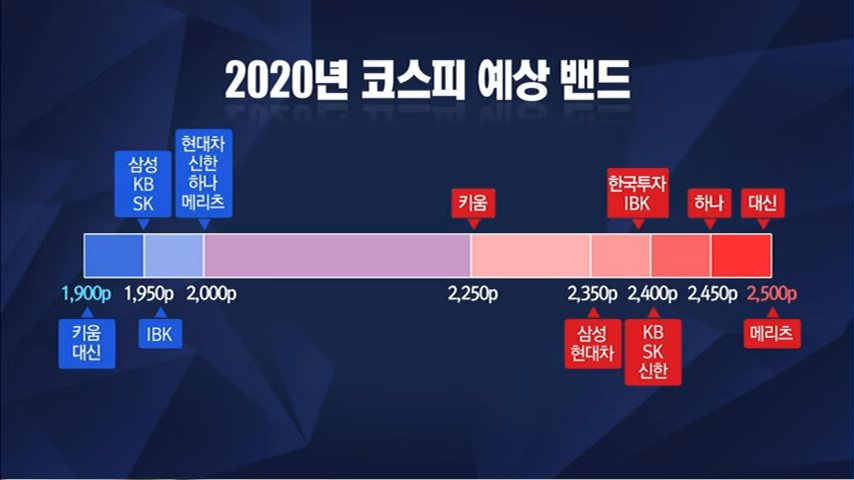 2020년 코스피 예상 밴드
삼성
KB
SK
현대차
신한
하나
메리츠
키움
한국투자
IBK
하나
대신
1,900p
1,950p
2,000p
2,250p
2,350p
2,400p
2,450p
2,500p
키움
대신
IBK
삼성
현대차
KB
SK
신한
메리츠